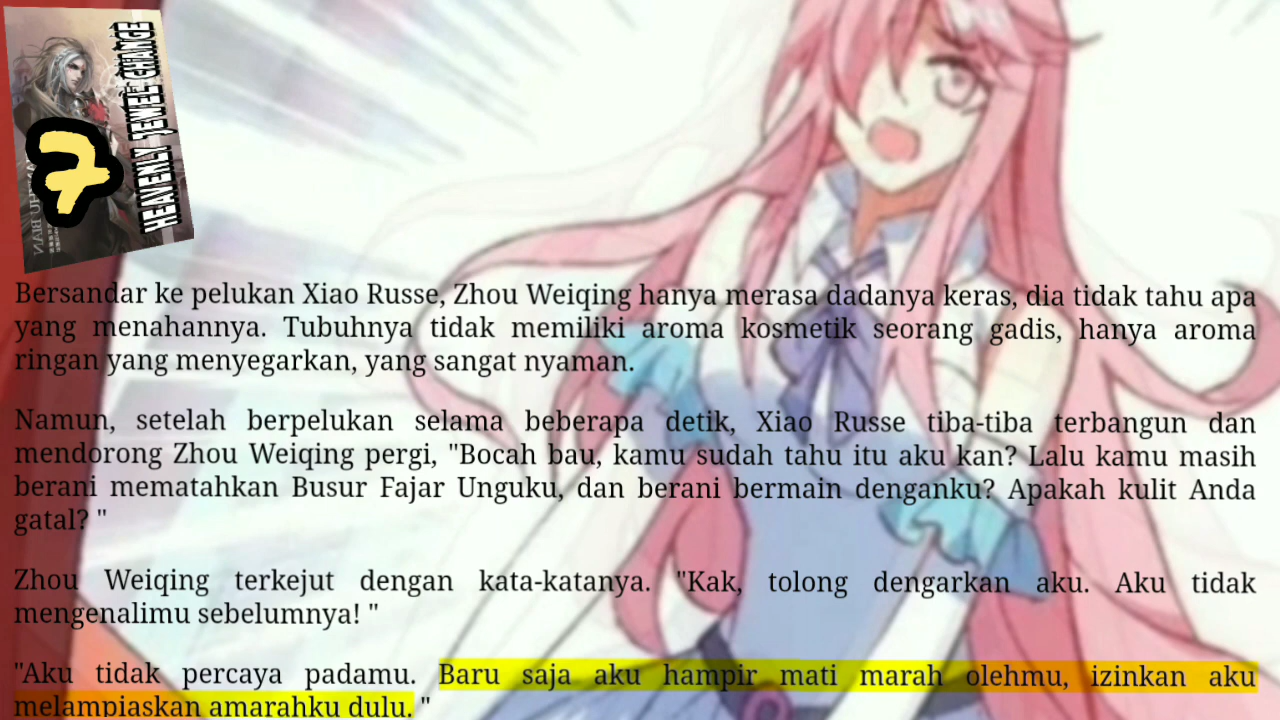 HEAVENLY JEWEL CHANGE
7
Bersandar ke pelukan Xiao Russe, Zhou Weiqing hanya merasa dadanya keras, dia tidak tahu apa
yang menahannya. Tubuhnya tidak memiliki aroma kosmetik seorang gadis, hanya aroma
ringan yang menyegarkan, yang sangat nyaman.
Namun, setelah berpelukan selama beberapa detik, Xiao Russe tiba-tiba terbangun dan
mendorong Zhou Weiqing pergi, "Bocah bau, kamu sudah tahu itu aku kan? Lalu kamu masih
berani mematahkan Busur Fajar Unguku, dan berani bermain denganku? Apakah kulit Anda
gatal? "
Zhou Weiqing terkejut dengan kata-katanya. "Kak, tolong dengarkan aku. Aku tidak
mengenalimu sebelumnya! "
"Aku tidak percaya padamu. Baru saja aku hampir mati marah olehmu, izinkan aku
melampiaskan amarahku dulu. "